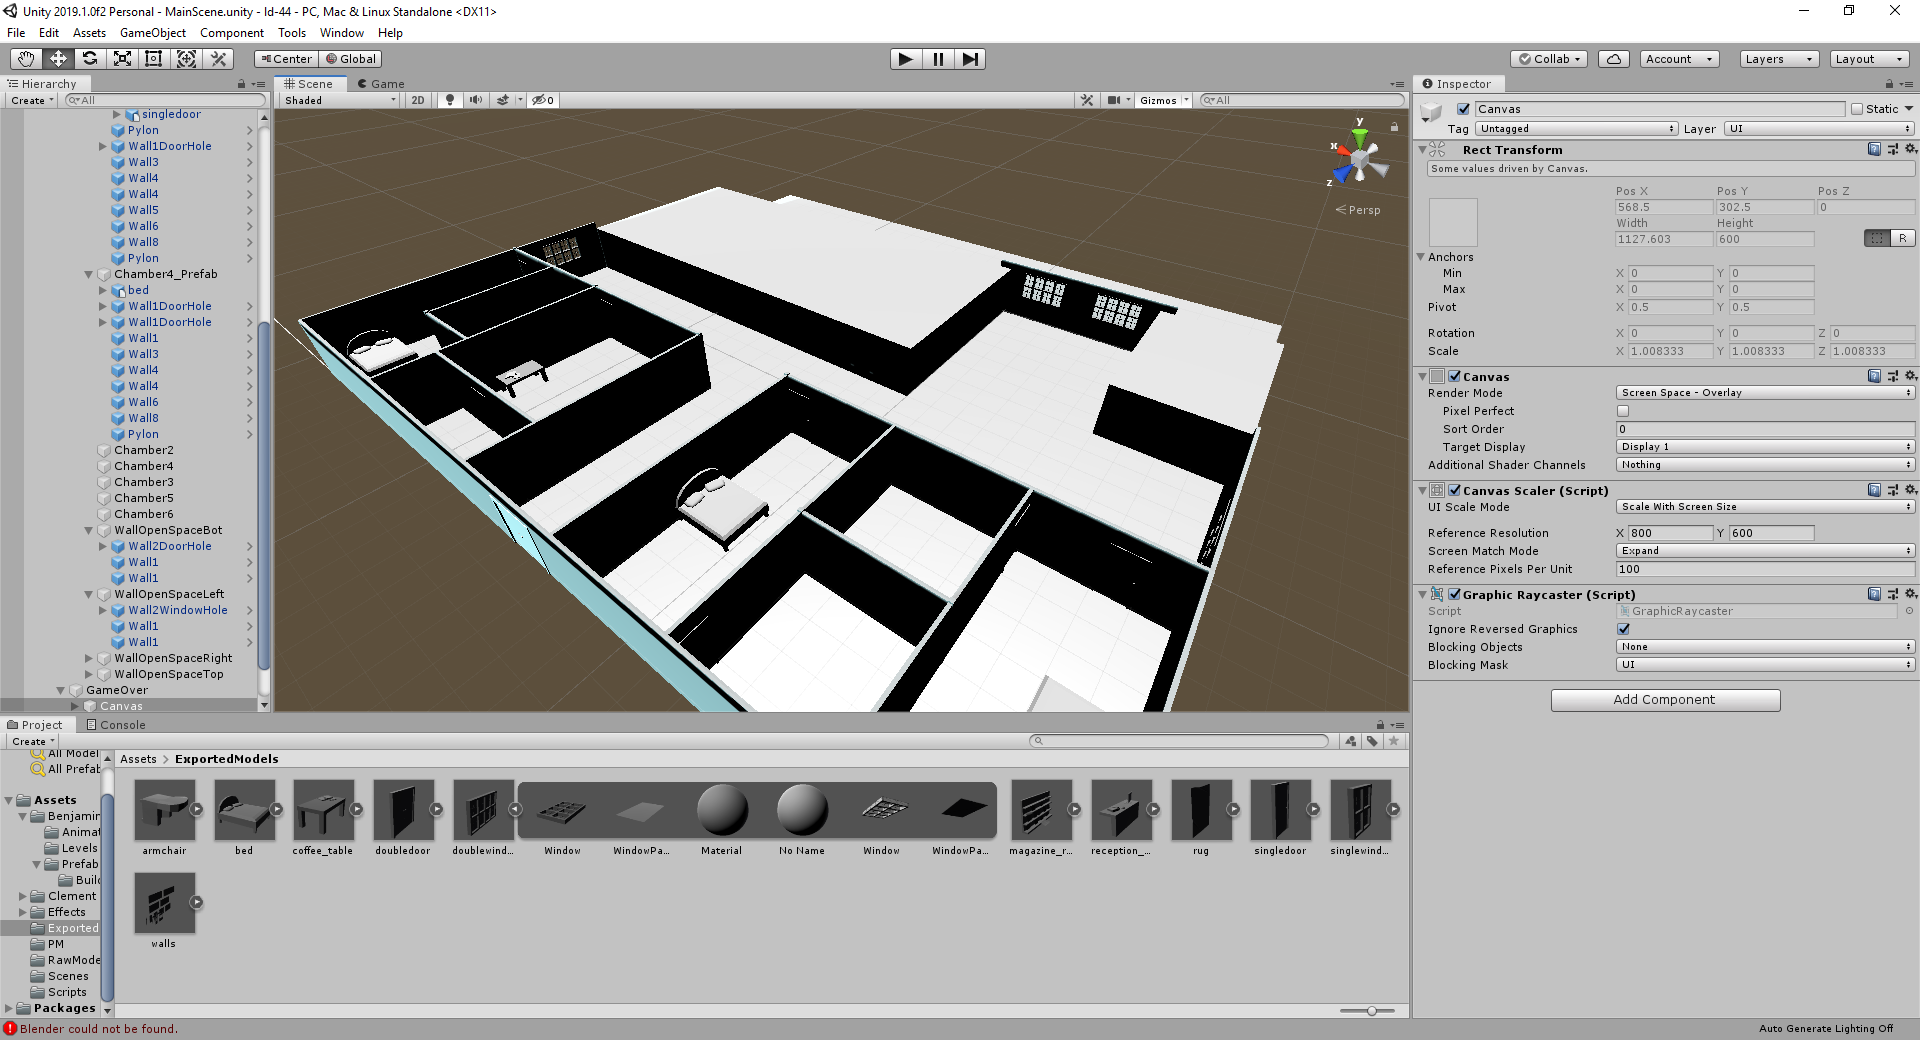 Unity 2019.1.0f2 Personal - MainScene.unity - Id-44 - PC, Mac & Linux Standalone <DX11>
File Edit Assets GameObject Component Tools Window Help
Center Global Collab Account Layers Layout
Hierarchy
Create All
singledoor
Pylon
Wall1DoorHole
Wall3
Wall4
Wall4
Wall5
Wall6
Wall8
Pylon
Chamber4_Prefab
bed
Wall1DoorHole
Wall1DoorHole
Wall1
Wall3
Wall4
Wall4
Wall6
Wall8
Pylon
Chamber2
Chamber4
Chamber3
Chamber5
Chamber6
WallOpenSpaceBot
Wall2DoorHole
Wall1
Wall1
WallOpenSpaceLeft
Wall2WindowHole
Wall1
Wall1
WallOpenSpaceRight
WallOpenSpaceTop
GameOver
Canvas
Scene Game
Shaded 2D 0 Gizmos All
y
x
z
Persp
Inspector
Canvas Static
Tag Untagged Layer UI
Rect Transform
Some values driven by Canvas.
Pos X Pos Y Pos Z
568.5 302.5 0
Width Height
1127.603 600 R
Anchors
Min X 0 Y 0
Max X 0 Y 0
Pivot X 0.5 Y 0.5
Rotation X 0 Y 0 Z 0
Scale X 1.008333 Y 1.008333 Z 1.008333
Canvas
Render Mode Screen Space - Overlay
Pixel Perfect
Sort Order 0
Target Display Display 1
Additional Shader Channels Nothing
Canvas Scaler (Script)
UI Scale Mode Scale With Screen Size
Reference Resolution X 800 Y 600
Screen Match Mode Expand
Reference Pixels Per Unit 100
Graphic Raycaster (Script)
Script GraphicRaycaster
Ignore Reversed Graphics
Blocking Objects None
Blocking Mask UI
Add Component
Project Console
Create
All Model
All Prefab
Assets
Benjamin
Animat
Levels
Prefab
Build
Clement
Effects
Exported
PM
RawMode
Scenes
Scripts
Packages
Assets > ExportedModels
armchair bed coffee_table doubledoor doublewind... Window WindowPa... Material No Name Window WindowPa... magazine_r... reception_... rug singledoor singlewind...
walls
Blender could not be found.
Auto Generate Lighting Off